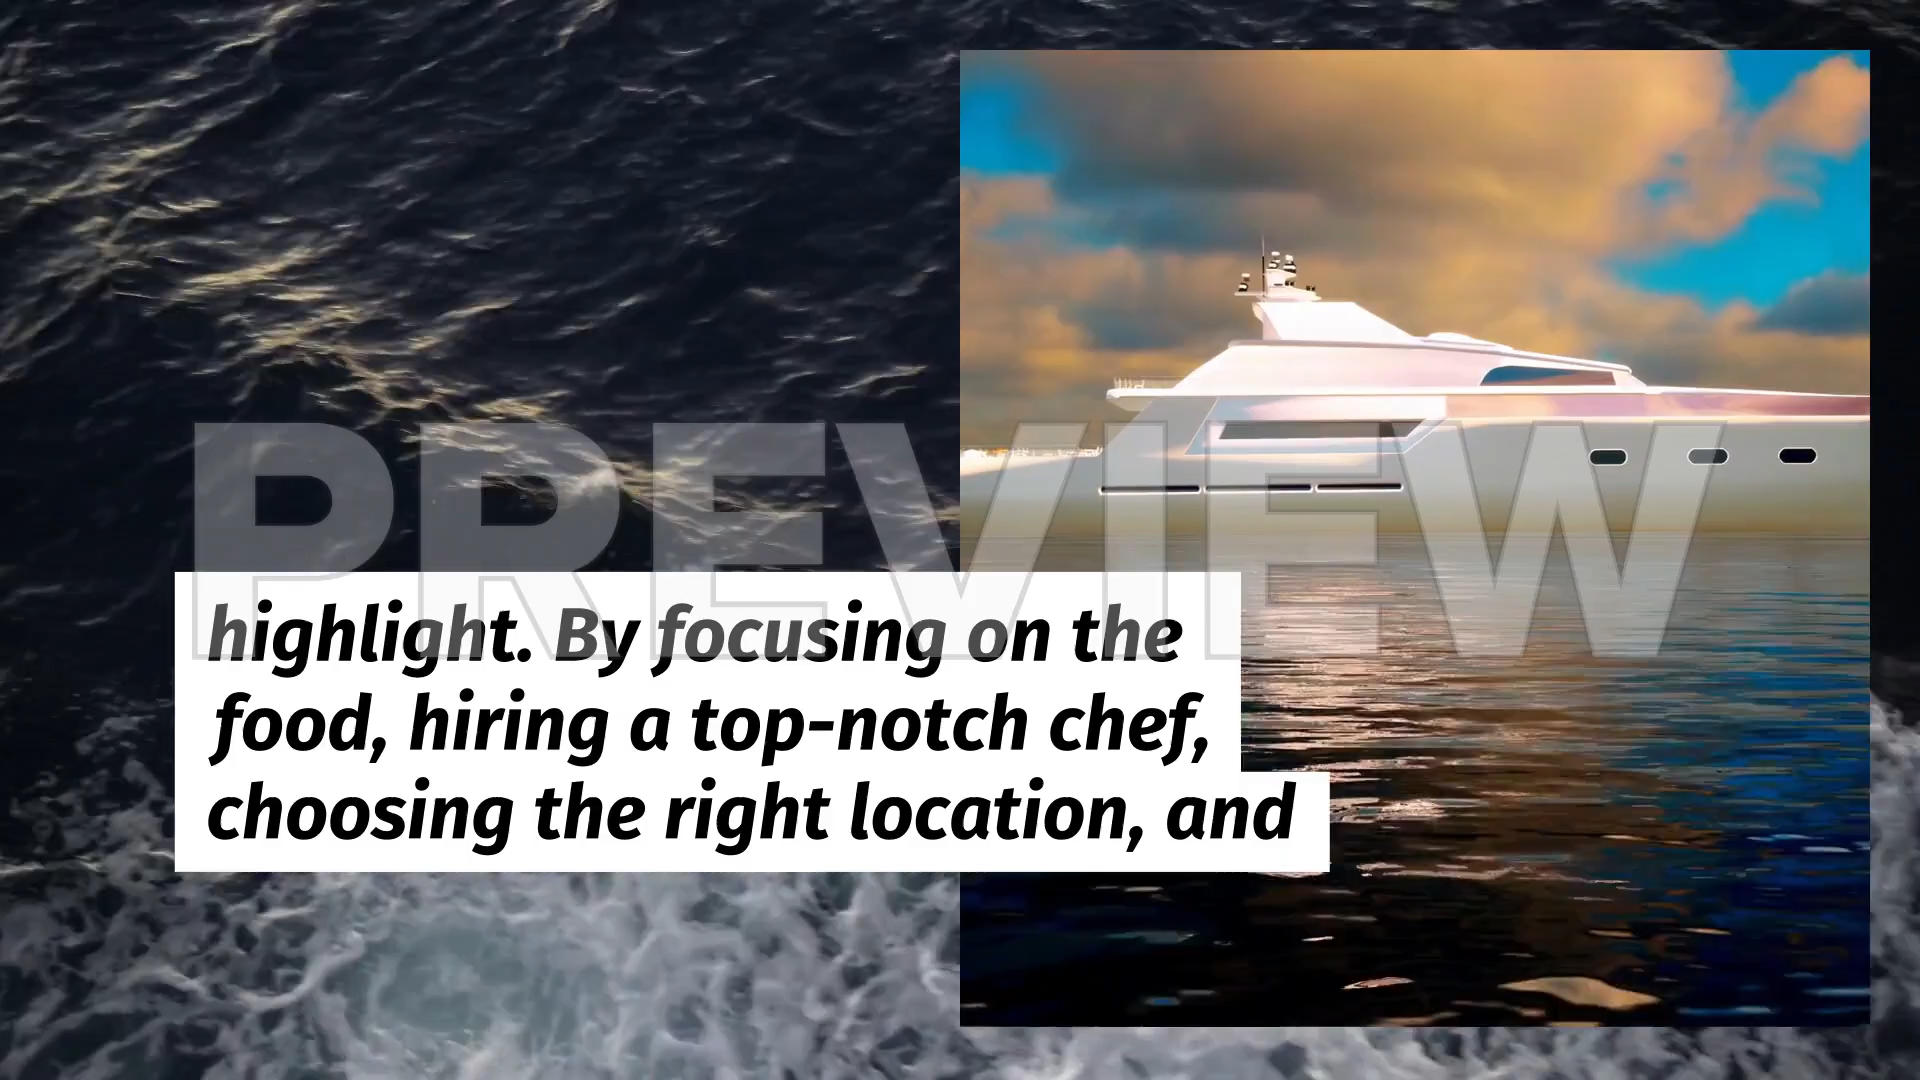 PREVIEW
highlight. By focusing on the
food, hiring a top-notch chef,
choosing the right location, and